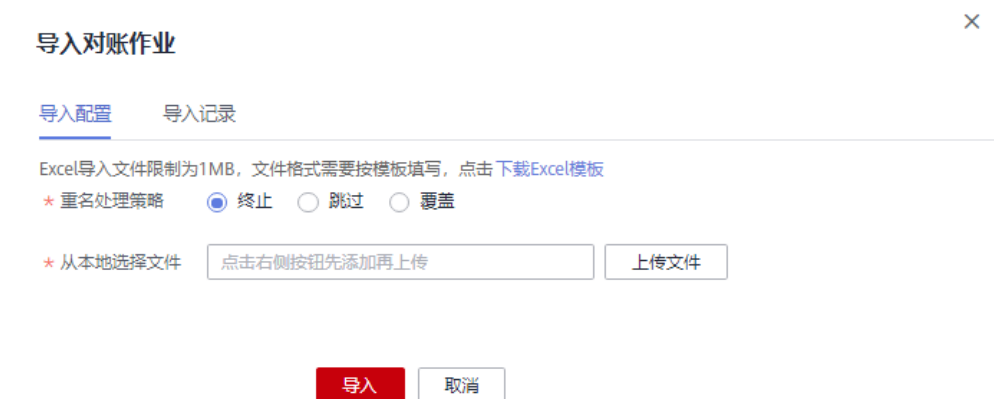 导入对账作业
导入配置 导入记录
Excel导入文件限制为1MB，文件格式需要按模板填写，点击 下载Excel模板
* 重名处理策略 终止 跳过 覆盖
* 从本地选择文件 点击右侧按钮先添加再上传 上传文件
导入 取消